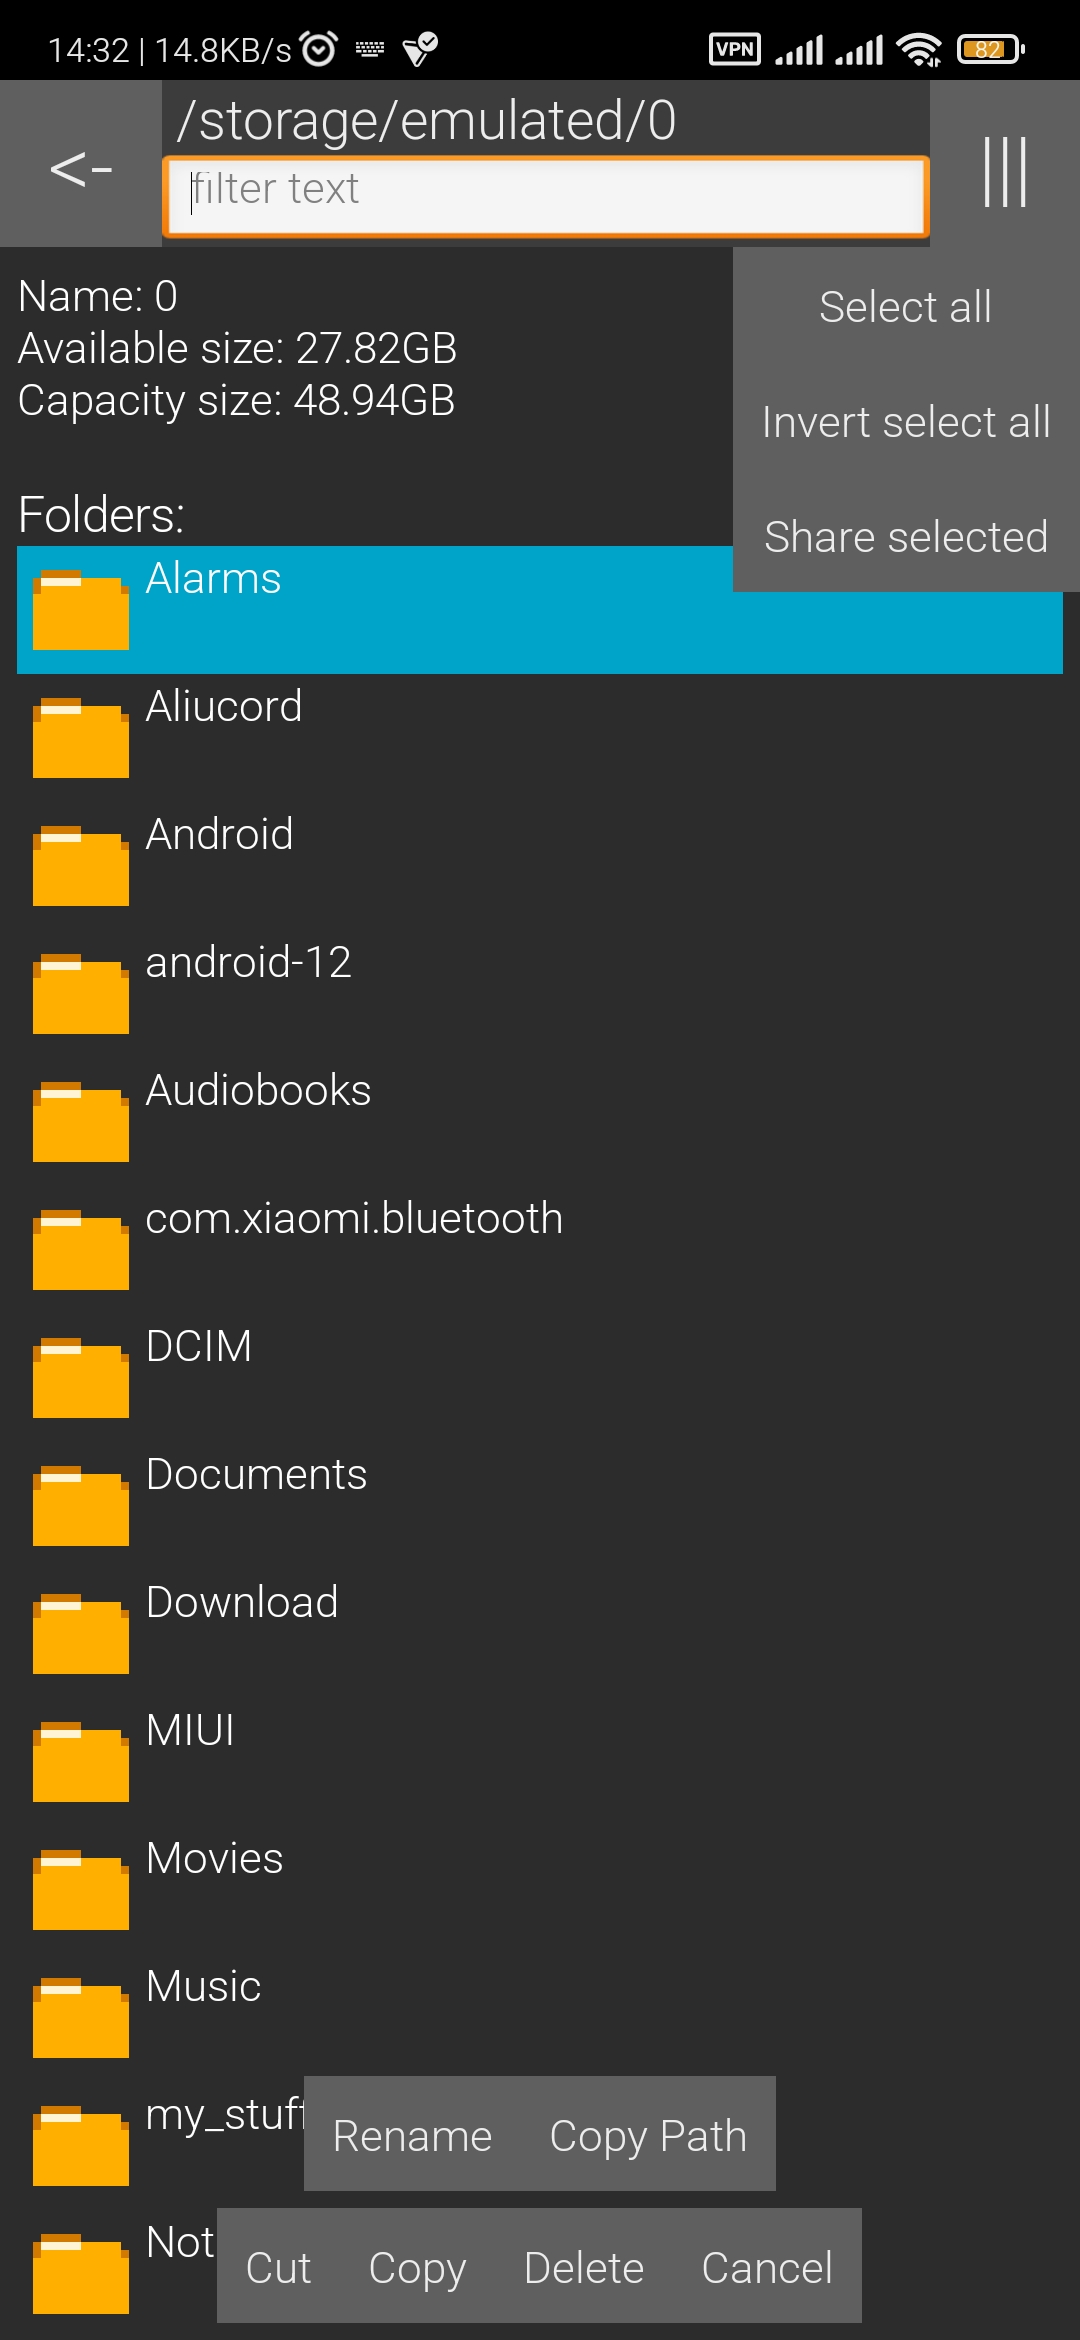 14:32 | 14.8KB/s
VPN
82
<-
/storage/emulated/0
|||
filter text
Name: 0
Available size: 27.82GB
Capacity size: 48.94GB
Select all
Invert select all
Share selected
Folders:
Alarms
Aliucord
Android
android-12
Audiobooks
com.xiaomi.bluetooth
DCIM
Documents
Download
MIUI
Movies
Music
my_stuff
Rename Copy Path
Not
Cut Copy Delete Cancel